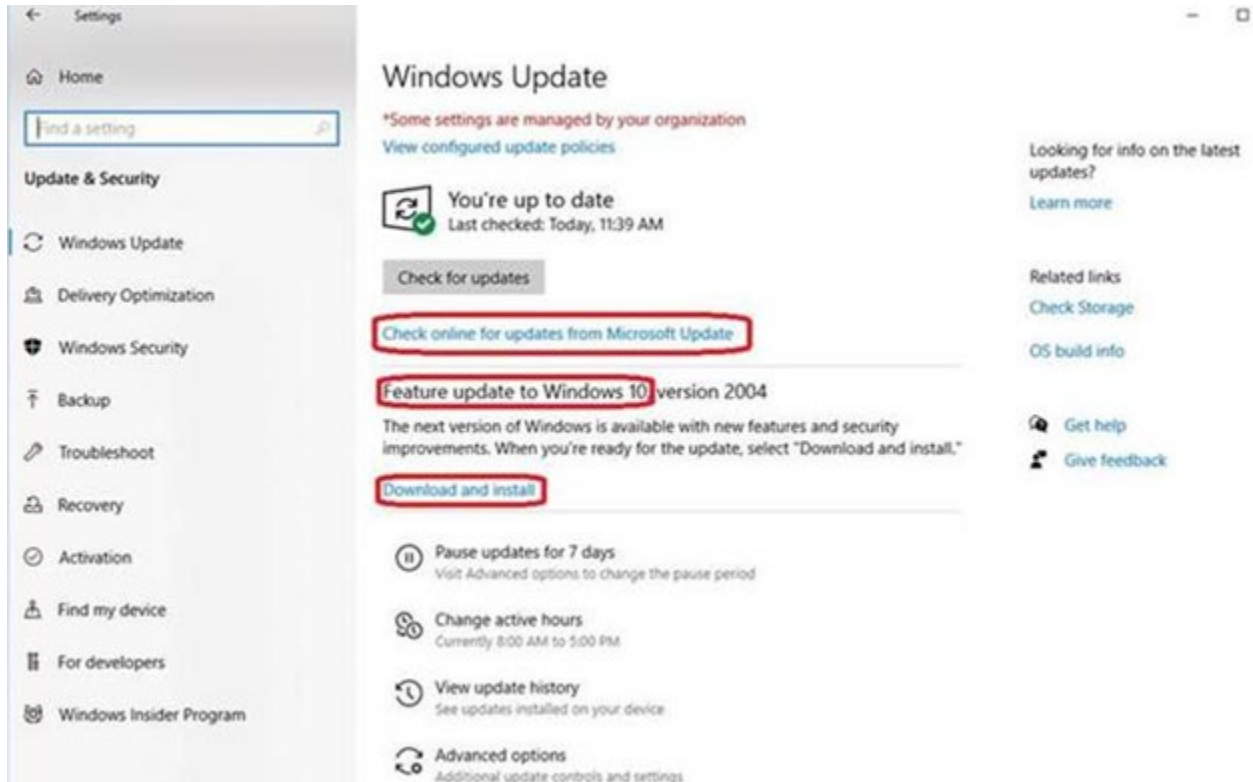 Settings
Home
Find a setting
Update & Security
Windows Update
Delivery Optimization
Windows Security
Backup
Troubleshoot
Recovery
Activation
Find my device
For developers
Windows Insider Program
Windows Update
*Some settings are managed by your organization
View configured update policies
You're up to date
Last checked: Today, 11:39 AM
Check for updates
Check online for updates from Microsoft Update
Feature update to Windows 10, version 2004
The next version of Windows is available with new features and security
improvements. When you're ready for the update, select "Download and install."
Download and install
Pause updates for 7 days
Visit Advanced options to change the pause period
Change active hours
Currently 8:00 AM to 5:00 PM
View update history
See updates installed on your device
Advanced options
Additional update controls and settings
Looking for info on the latest
updates?
Learn more
Related links
Check Storage
OS build info
Get help
Give feedback